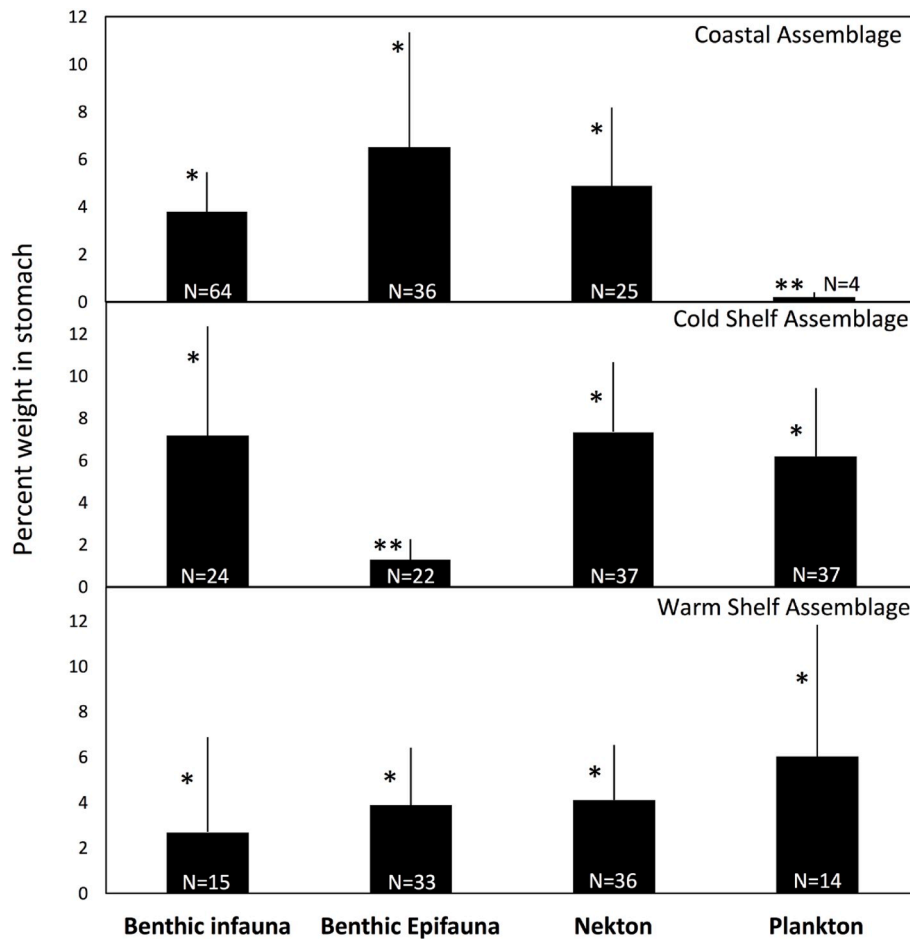 Percent weight in stomach
12
10
8
6
4
2
0
Coastal Assemblage
*
*
*
**
N=64
N=36
N=25
N=4
12
10
8
6
4
2
0
Cold Shelf Assemblage
*
**
*
*
N=24
N=22
N=37
N=37
12
10
8
6
4
2
0
Warm Shelf Assemblage
*
*
*
*
N=15
N=33
N=36
N=14
Benthic infauna
Benthic Epifauna
Nekton
Plankton